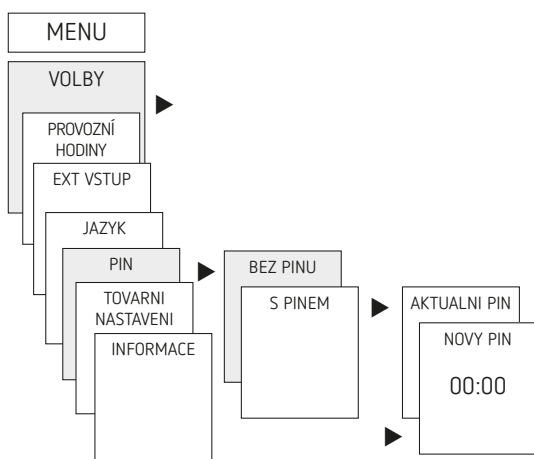 MENU
VOLBY
PROVOZNÍ
HODINY
EXT VSTUP
JAZYK
PIN
TOVARNI
NASTAVENI
INFORMACE
BEZ PINU
S PINEM
AKTUALNI PIN
NOVY PIN
00:00